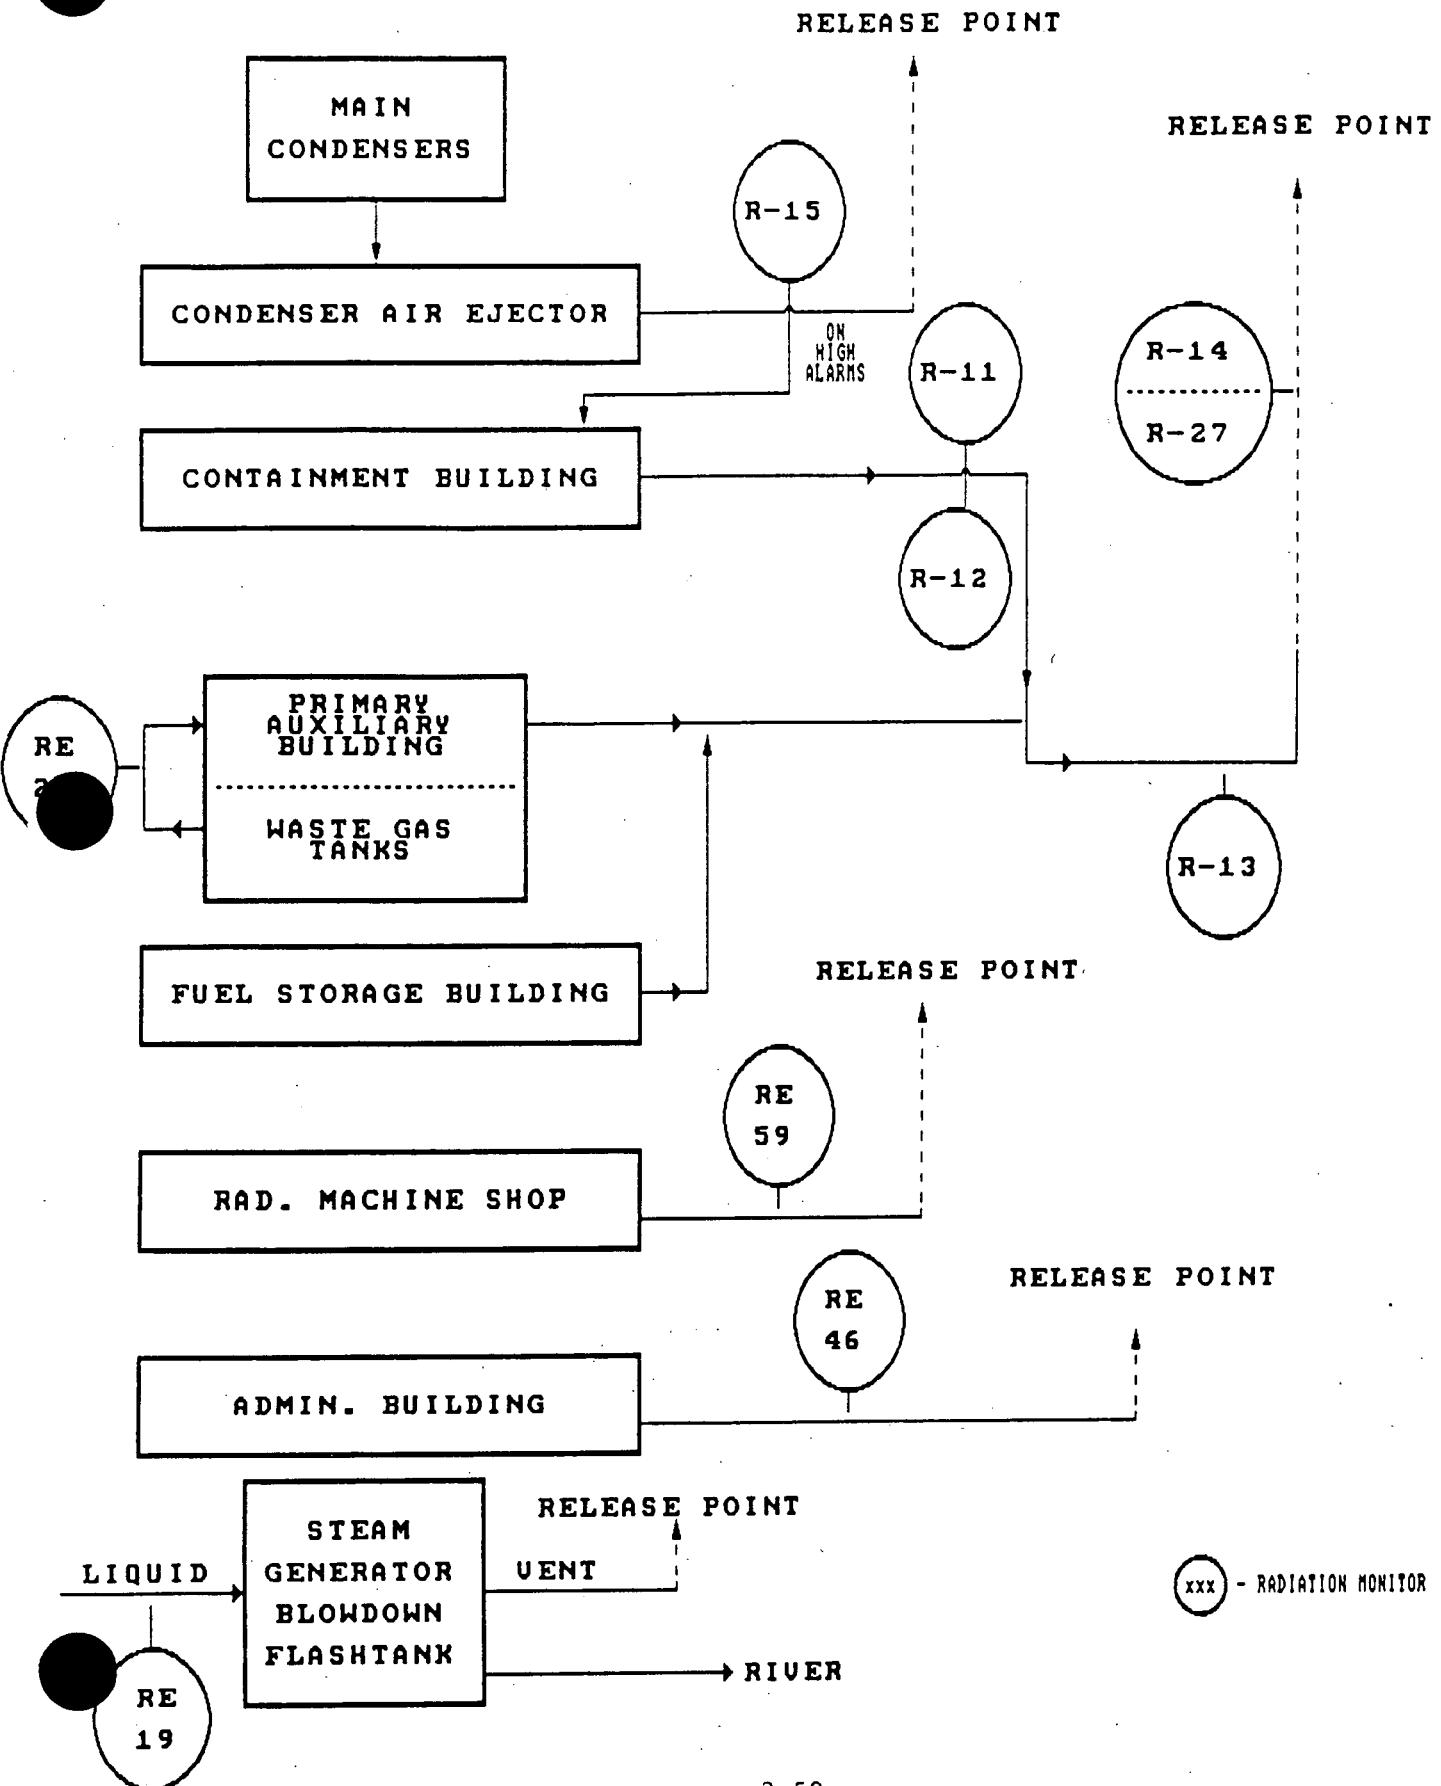 RELEASE POINT
MAIN
CONDENSERS
RELEASE POINT
R-15
CONDENSER AIR EJECTOR
ON
HIGH
ALARMS
R-11
R-14
R-27
CONTAINMENT BUILDING
R-12
PRIMARY
AUXILIARY
BUILDING
RE
WASTE GAS
TANKS
R-13
RELEASE POINT
FUEL STORAGE BUILDING
RE
59
RAD. MACHINE SHOP
RELEASE POINT
RE
46
ADMIN. BUILDING
RELEASE POINT
STEAM
GENERATOR
BLOWDOWN
FLASHTANK
LIQUID
VENT
xxx - RADIATION MONITOR
RIVER
RE
19